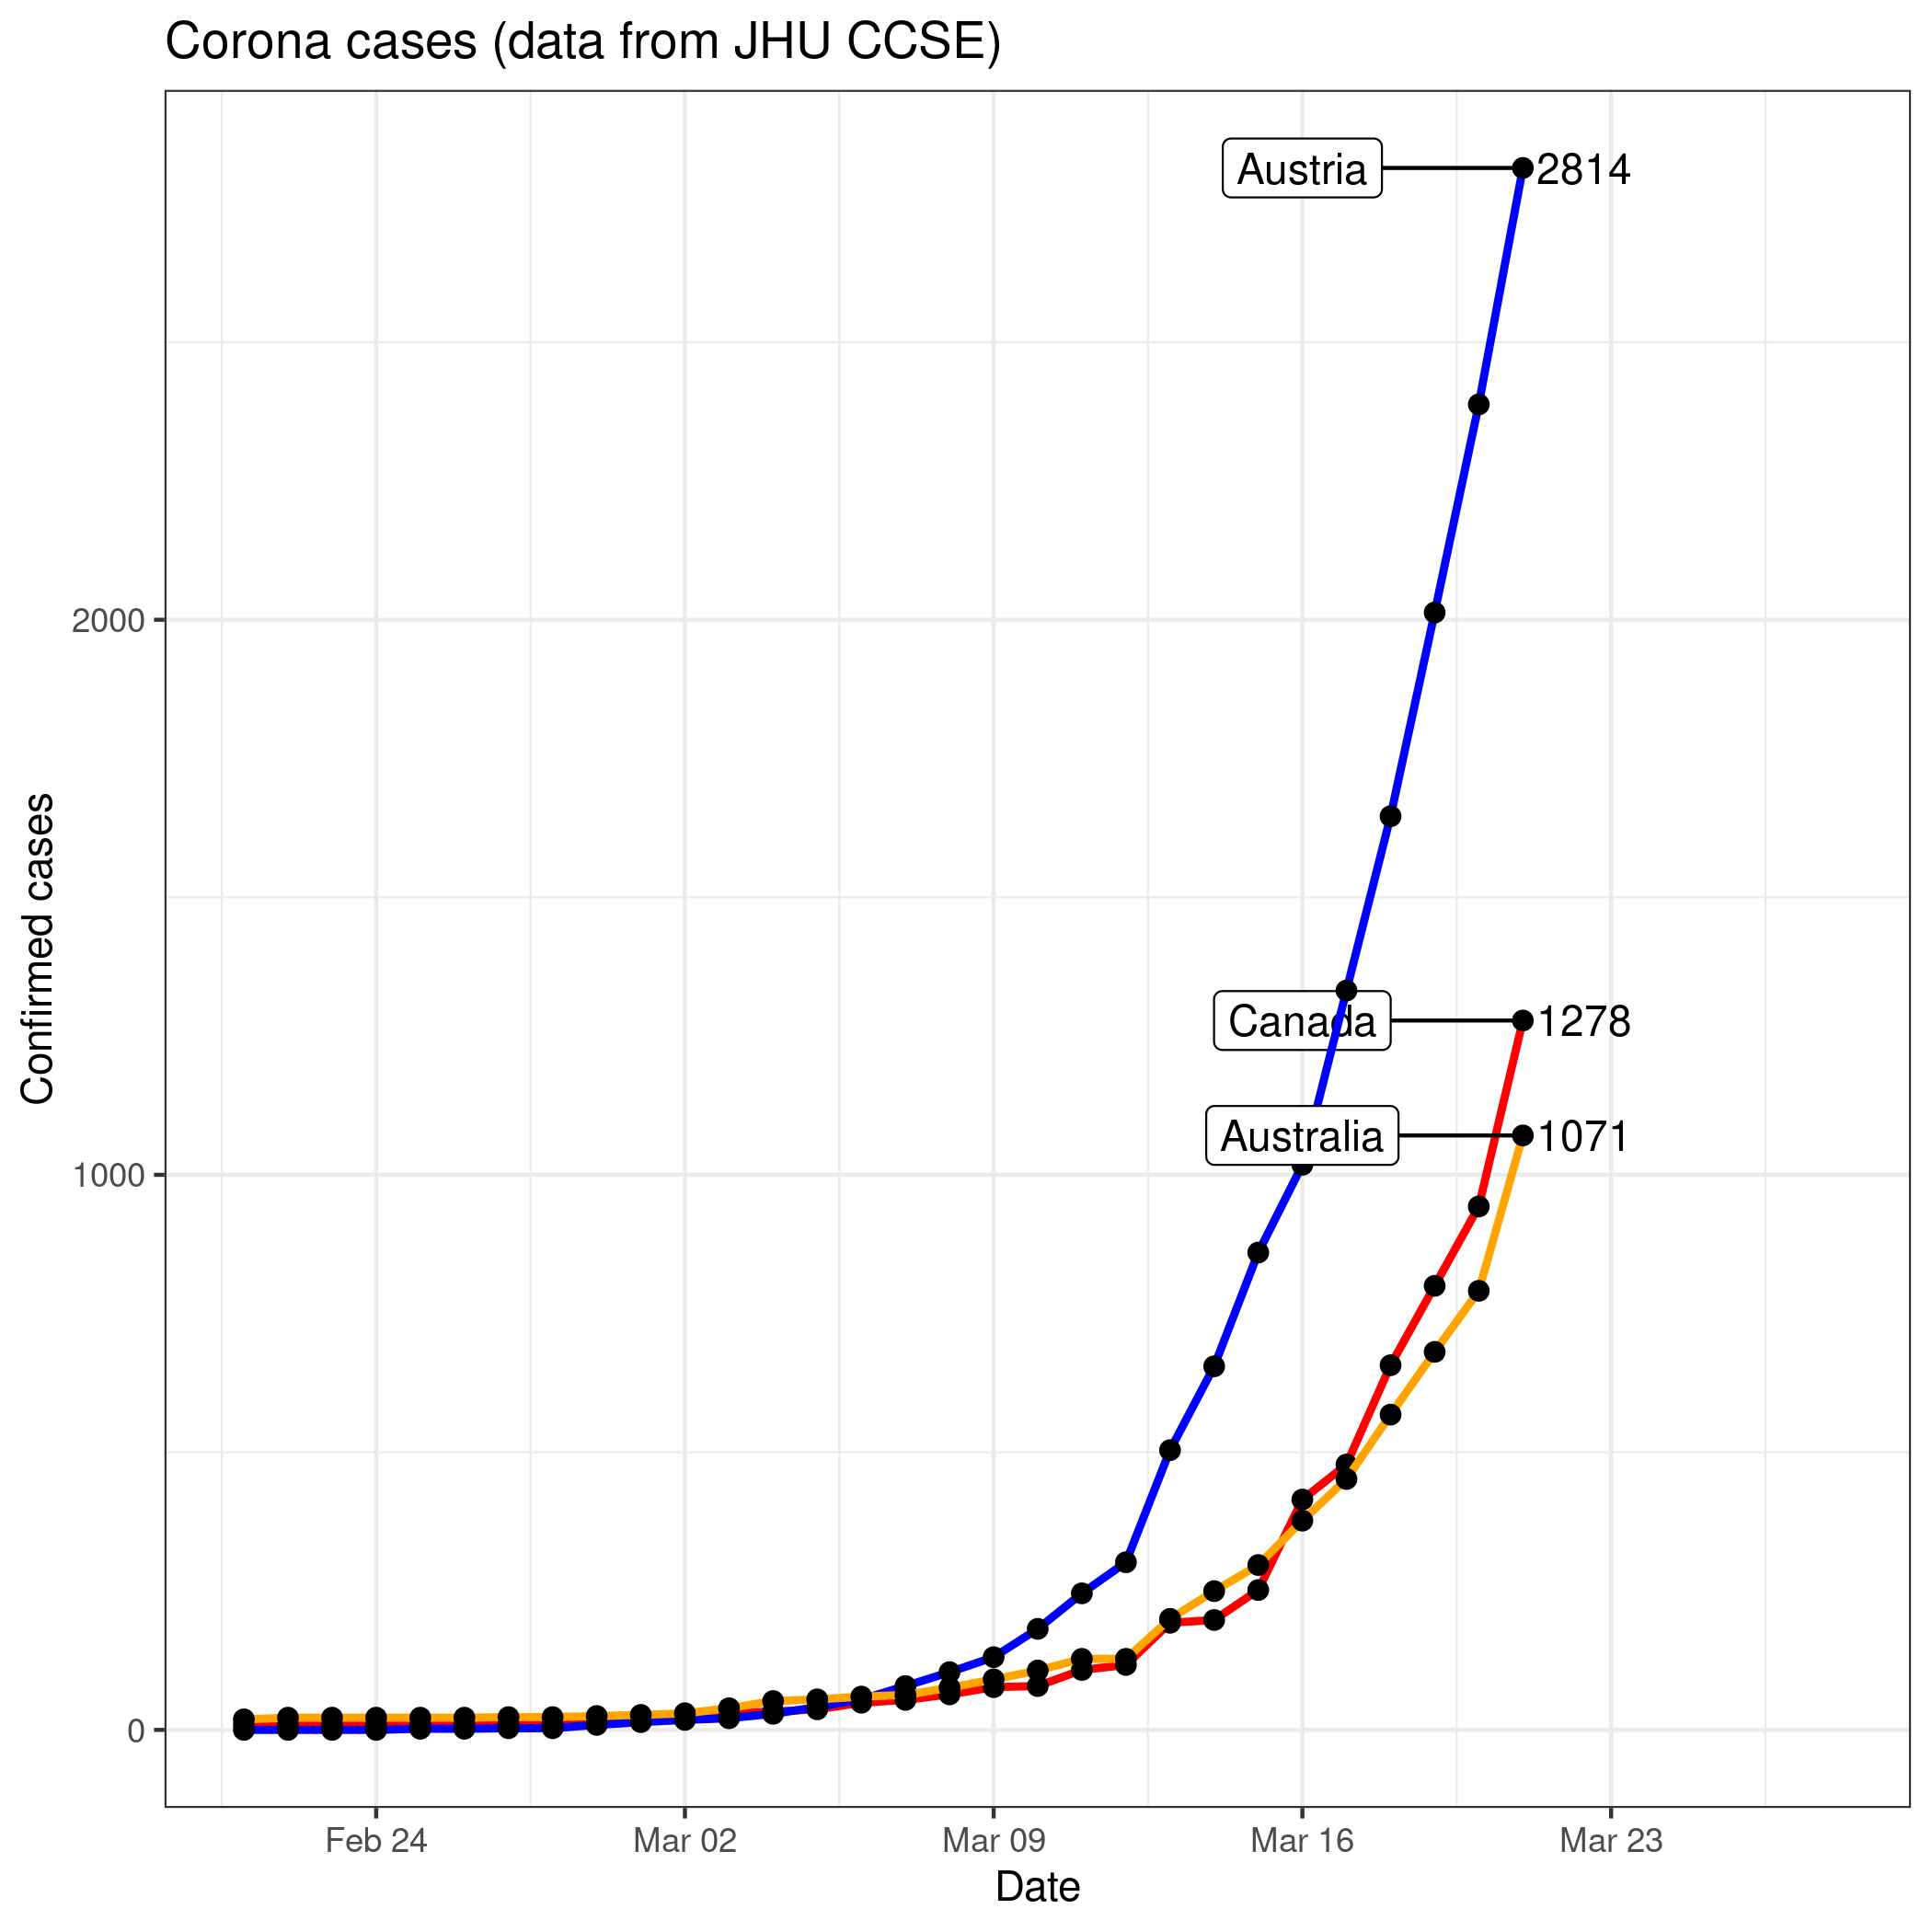 Corona cases (data from JHU CCSE)
Austria 2814
2000
Confirmed cases
Canada 1278
Australia 1071
1000
0
Feb 24 Mar 02 Mar 09 Mar 16 Mar 23
Date